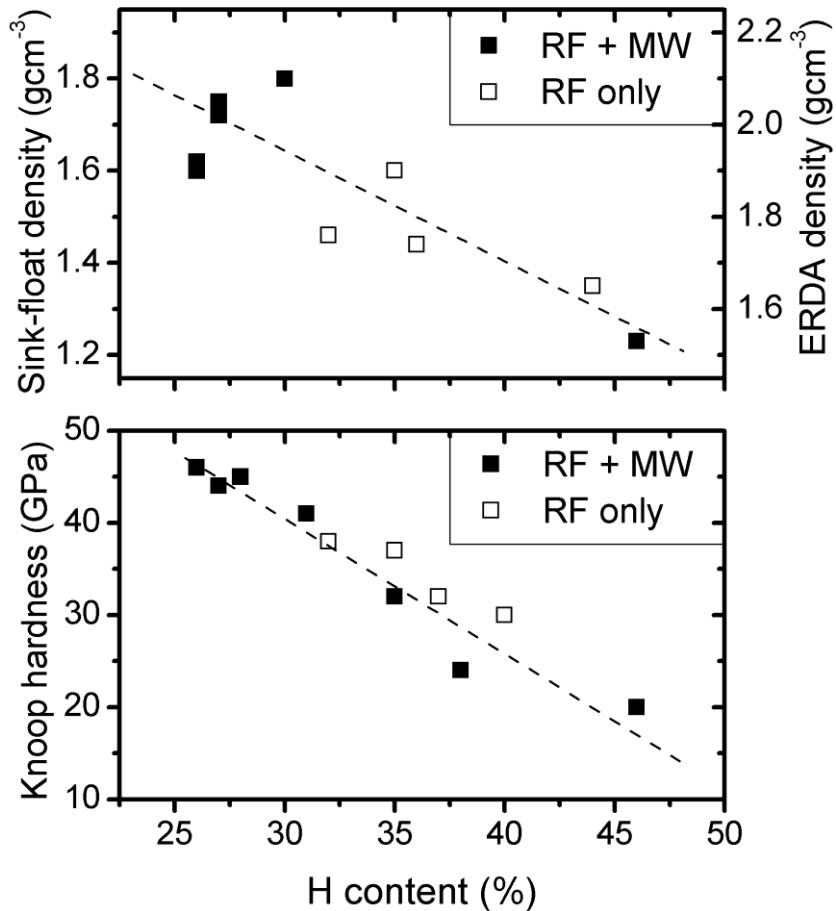 Sink-float density (gcm⁻³)
1.8
1.6
1.4
1.2
RF + MW
RF only
2.2
2.0
1.8
1.6
ERDA density (gcm⁻³)
Knoop hardness (GPa)
50
40
30
20
10
RF + MW
RF only
25 30 35 40 45 50
H content (%)